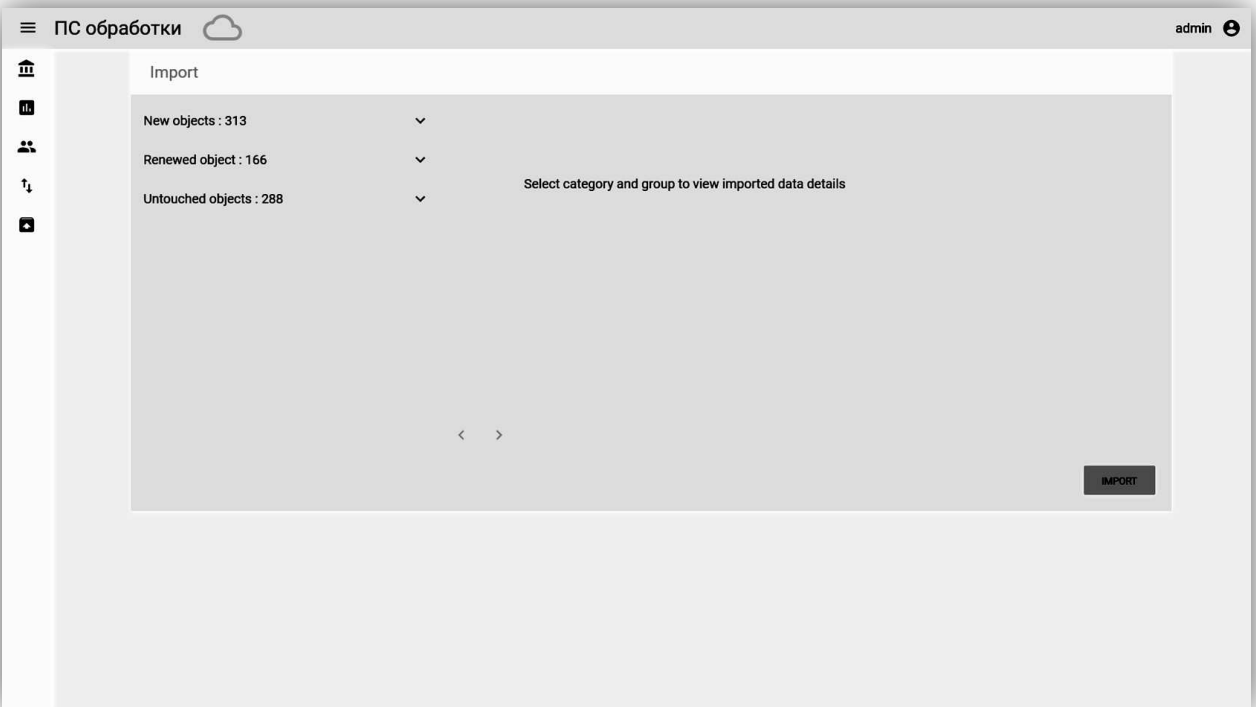 ПС обработки
admin
Import
New objects : 313
Renewed object : 166
Untouched objects : 288
Select category and group to view imported data details
IMPORT